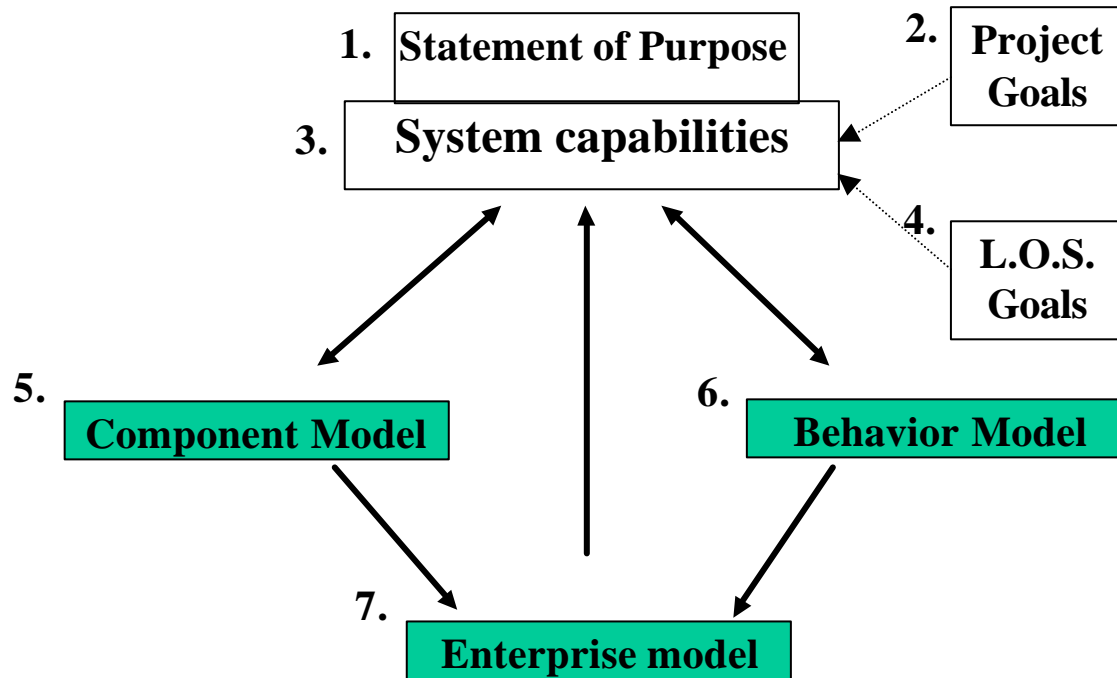 1.
Statement of Purpose
2.
Project
Goals
3.
System capabilities
4.
L.O.S.
Goals
5.
Component Model
6.
Behavior Model
7.
Enterprise model